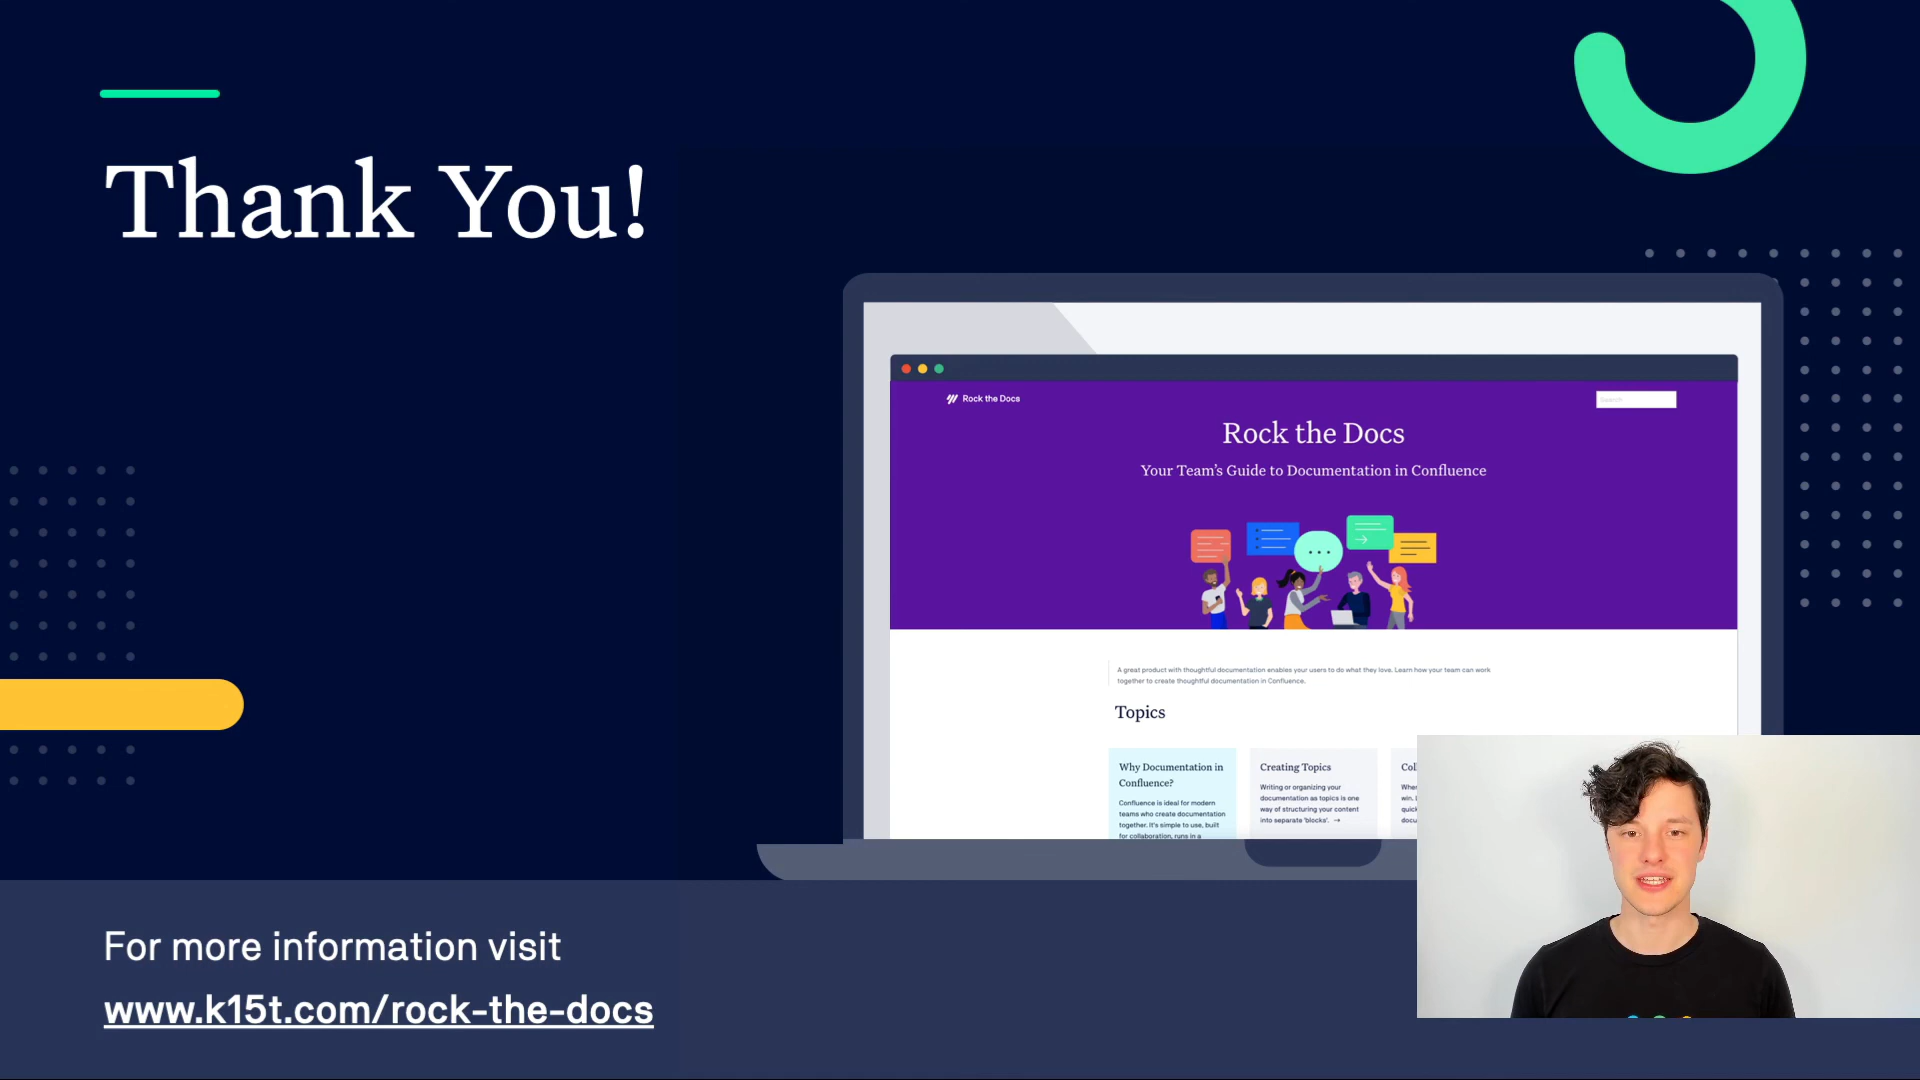 Thank You!
Rock the Docs
Search
Rock the Docs
Your Team's Guide to Documentation in Confluence
A great product with thoughtful documentation enables your users to do what they love. Learn how your team can work
together to create thoughtful documentation in Confluence.
Topics
Why Documentation in
Confluence?
Confluence is ideal for modern
teams who create documentation
together. It's simple to use, built
for collaboration, runs in a
Creating Topics
Writing or organizing your
documentation as topics is one
way of structuring your content
into separate 'blocks'. →
For more information visit
www.k15t.com/rock-the-docs